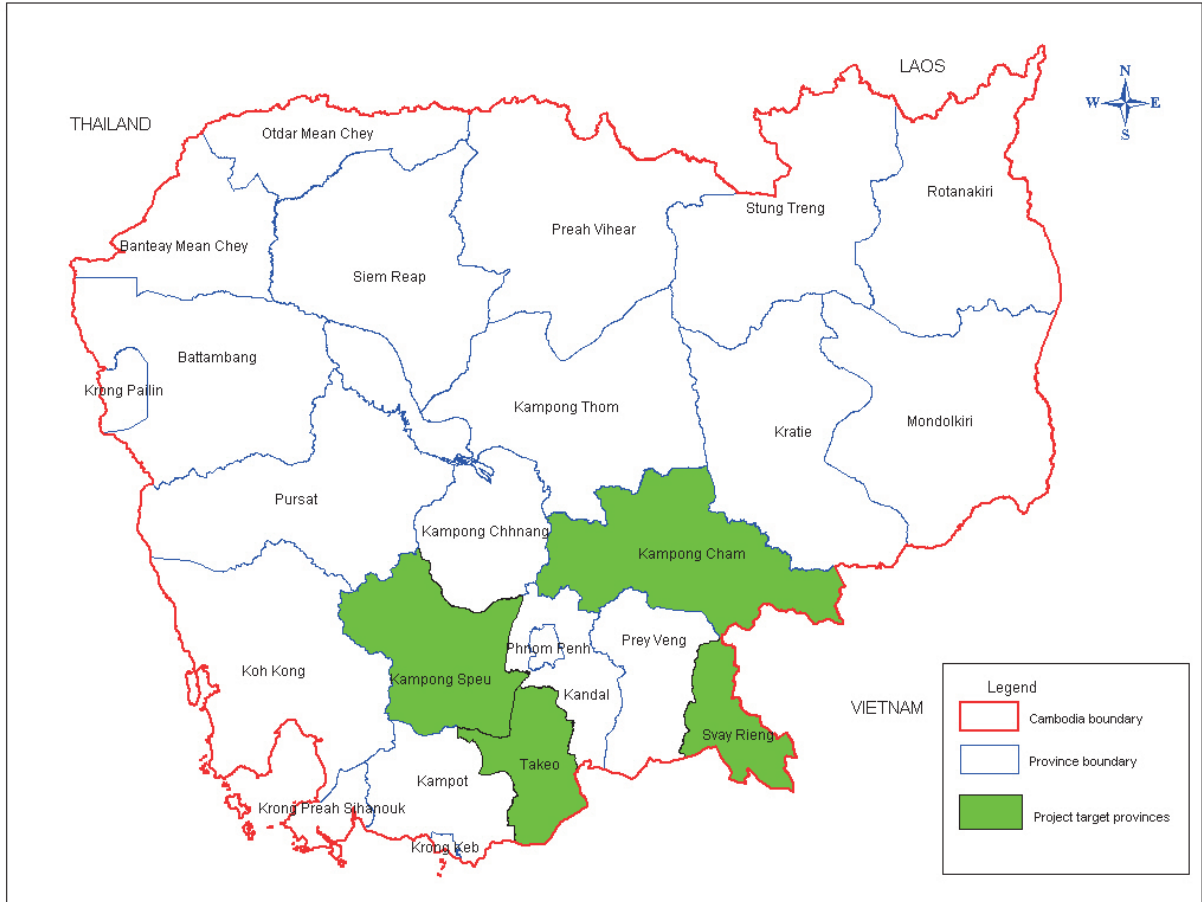 LAOS
N
THAILAND
W
E
S
Otdar Mean Chey
Rotanakiri
Stung Treng
Preah Vihear
Banteay Mean Chey
Siem Reap
Battambang
Krong Pailin
Kampong Thom
Mondolkiri
Kratie
Pursat
Kampong Chhnang
Kampong Cham
Prey Veng
Phnom Penh
Koh Kong
Kampong Speu
Kandal
VIETNAM
Svay Rieng
Takeo
Kampot
Krong Preah Sihanouk
Krong Keb
Legend
Cambodia boundary
Province boundary
Project target provinces